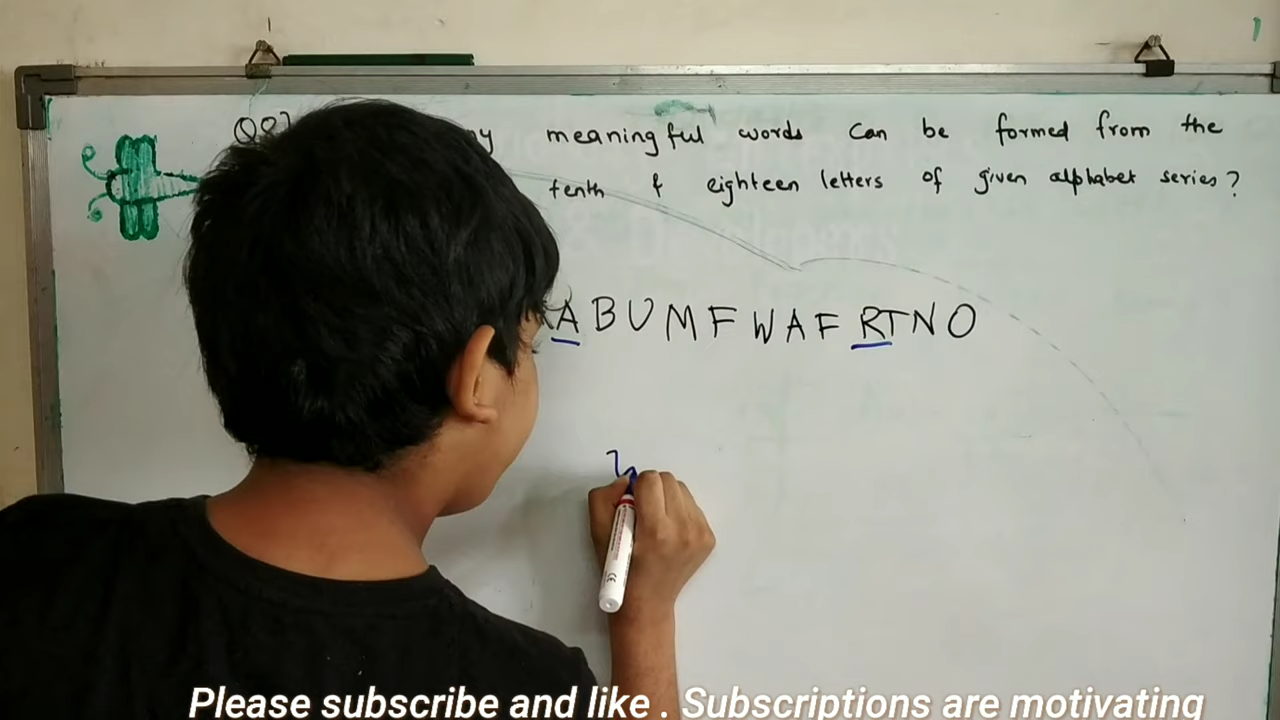 Q8)
meaningful words can be formed from the
tenth & eighteen letters of given alphabet series?
A B U M F W A F R T N O
Please subscribe and like . Subscriptions are motivating